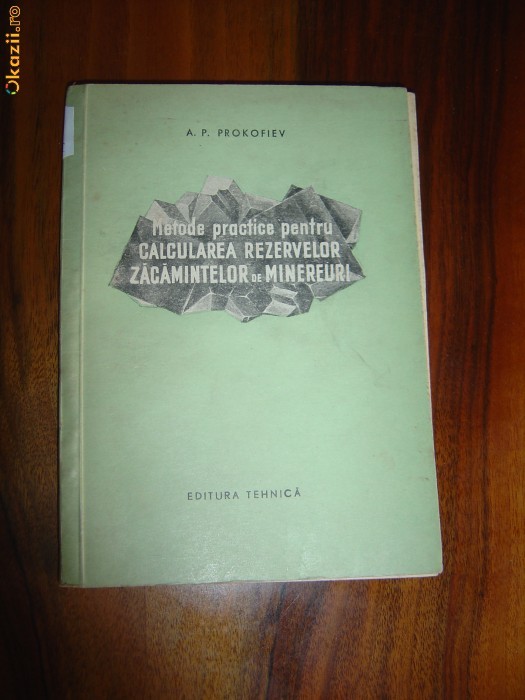 Okazii.ro
A. P. PROKOFIEV
Metode practice pentru
CALCULAREA REZERVELOR
ZĂCĂMINTELOR DE MINEREURI
EDITURA TEHNICĂ